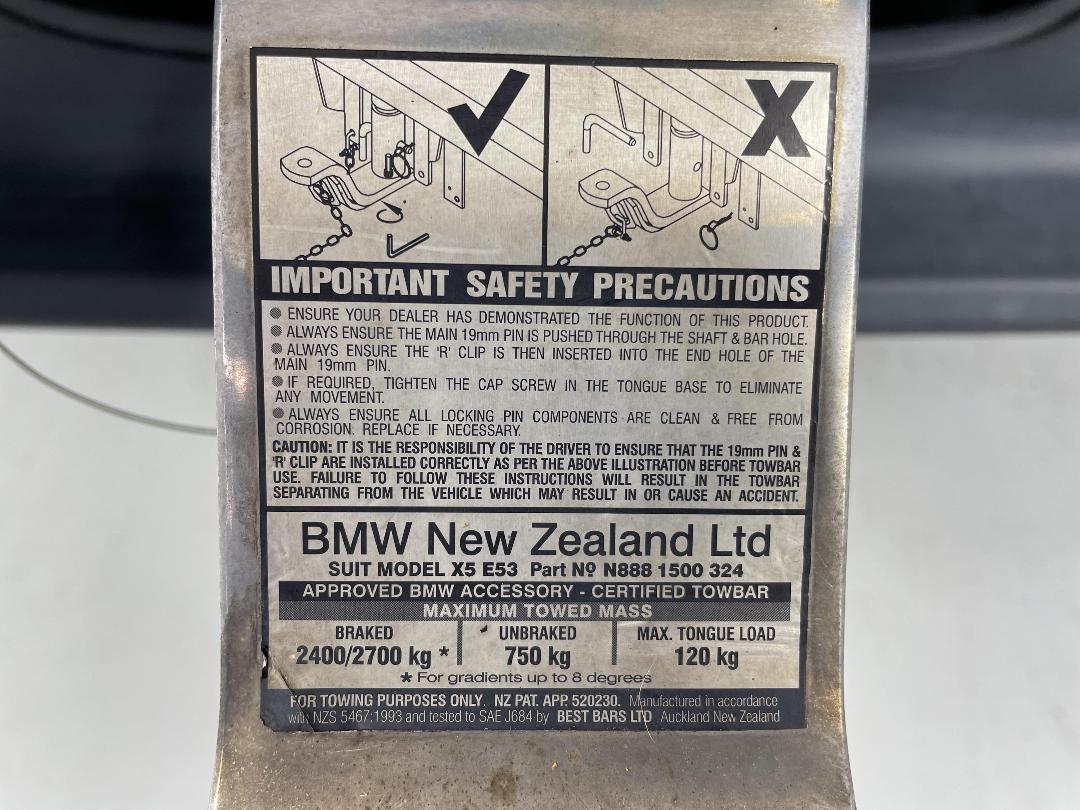 X
IMPORTANT SAFETY PRECAUTIONS
ENSURE YOUR DEALER HAS DEMONSTRATED THE FUNCTION OF THIS PRODUCT.
ALWAYS ENSURE THE MAIN 19mm PIN IS PUSHED THROUGH THE SHAFT & BAR HOLE.
ALWAYS ENSURE THE 'R' CLIP IS THEN INSERTED INTO THE END HOLE OF THE
MAIN 19mm PIN.
IF REQUIRED, TIGHTEN THE CAP SCREW IN THE TONGUE BASE TO ELIMINATE
ANY MOVEMENT.
ALWAYS ENSURE ALL LOCKING PIN COMPONENTS ARE CLEAN & FREE FROM
CORROSION. REPLACE IF NECESSARY.
CAUTION: IT IS THE RESPONSIBILITY OF THE DRIVER TO ENSURE THAT THE 19mm PIN &
'R' CLIP ARE INSTALLED CORRECTLY AS PER THE ABOVE ILLUSTRATION BEFORE TOWBAR
USE. FAILURE TO FOLLOW THESE INSTRUCTIONS WILL RESULT IN THE TOWBAR
SEPARATING FROM THE VEHICLE WHICH MAY RESULT IN OR CAUSE AN ACCIDENT.
BMW New Zealand Ltd
SUIT MODEL X5 E53 Part Nº N888 1500 324
APPROVED BMW ACCESSORY - CERTIFIED TOWBAR
MAXIMUM TOWED MASS
BRAKED UNBRAKED MAX. TONGUE LOAD
2400/2700 kg * 750 kg 120 kg
* For gradients up to 8 degrees
FOR TOWING PURPOSES ONLY. NZ PAT. APP. 520230. Manufactured in accordance
with NZS 5467:1993 and tested to SAE J684 by BEST BARS LTD Auckland New Zealand